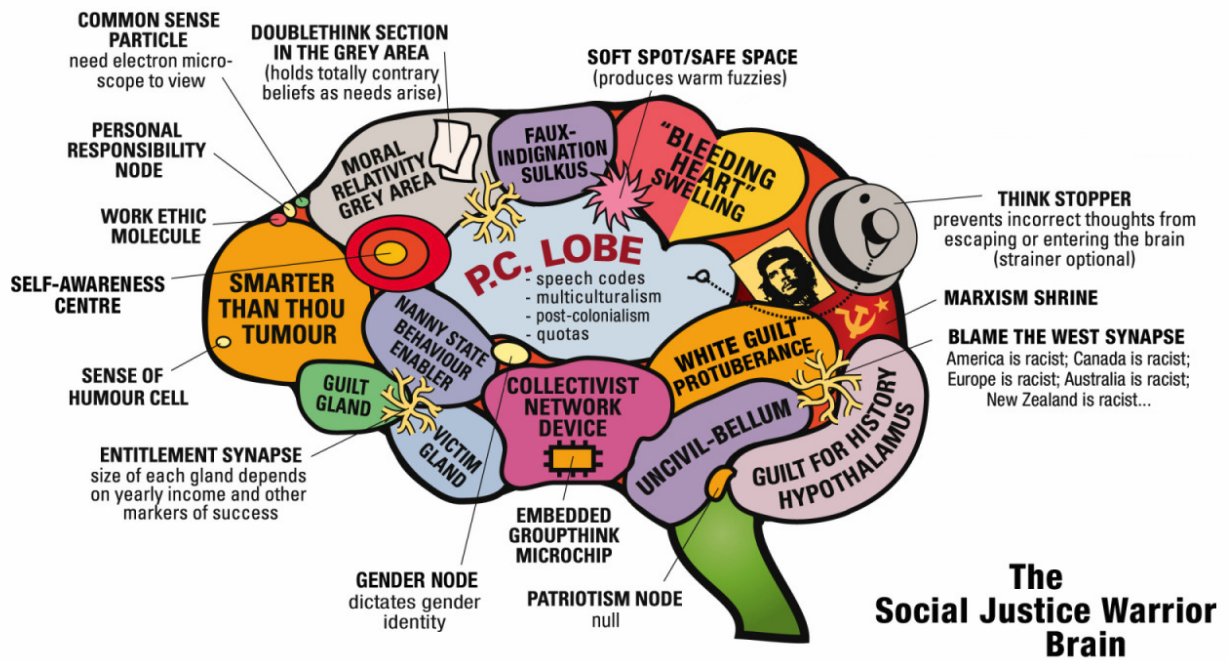 COMMON SENSE
PARTICLE
need electron micro-
scope to view
DOUBLETHINK SECTION
IN THE GREY AREA
(holds totally contrary
beliefs as needs arise)
SOFT SPOT/SAFE SPACE
(produces warm fuzzies)
PERSONAL
RESPONSIBILITY
NODE
WORK ETHIC
MOLECULE
SELF-AWARENESS
CENTRE
SENSE OF
HUMOUR CELL
ENTITLEMENT SYNAPSE
size of each gland depends
on yearly income and other
markers of success
MORAL
RELATIVITY
GREY AREA
FAUX-
INDIGNATION
SULKUS
"BLEEDING
HEART"
SWELLING
SMARTER
THAN THOU
TUMOUR
P.C. LOBE
- speech codes
- multiculturalism
- post-colonialism
- quotas
NANNY STATE
BEHAVIOUR
ENABLER
GUILT
GLAND
VICTIM
GLAND
COLLECTIVIST
NETWORK
DEVICE
WHITE GUILT
PROTUBERANCE
UNCIVIL-BELLUM
GUILT FOR HISTORY
HYPOTHALAMUS
THINK STOPPER
prevents incorrect thoughts from
escaping or entering the brain
(strainer optional)
MARXISM SHRINE
BLAME THE WEST SYNAPSE
America is racist; Canada is racist;
Europe is racist; Australia is racist;
New Zealand is racist...
EMBEDDED
GROUPTHINK
MICROCHIP
GENDER NODE
dictates gender
identity
PATRIOTISM NODE
null
The
Social Justice Warrior
Brain